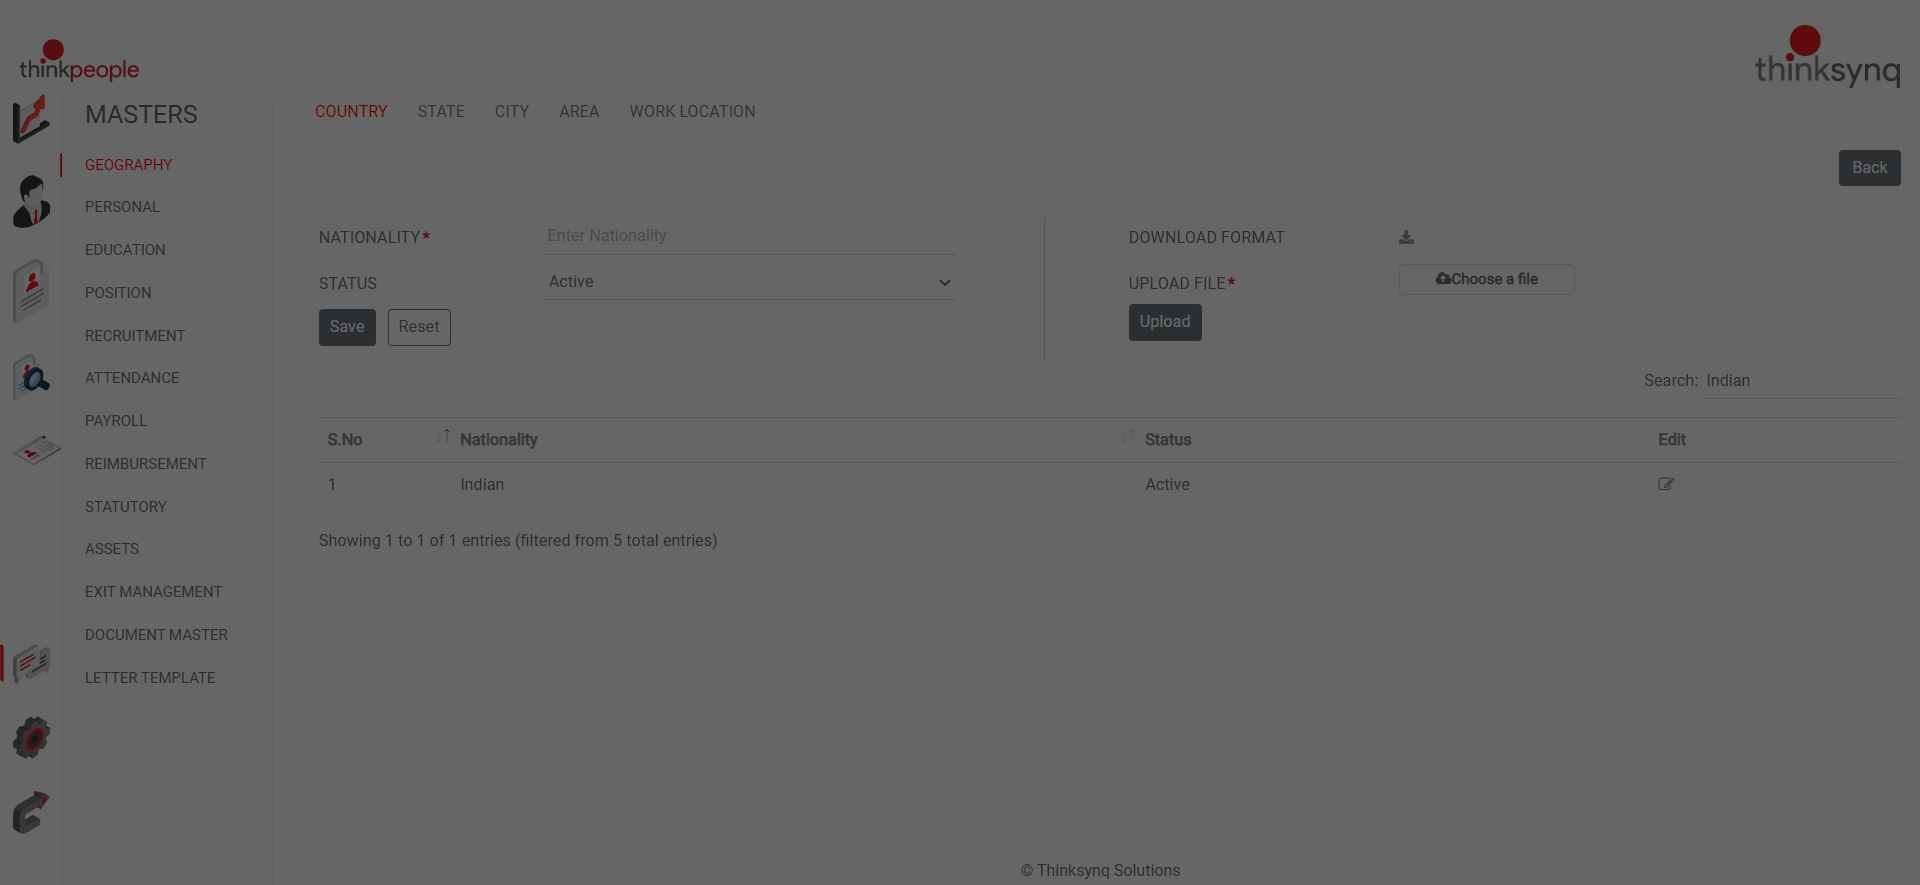 thinkpeople
thinksynq
MASTERS
COUNTRY STATE CITY AREA WORK LOCATION
GEOGRAPHY
Back
PERSONAL
NATIONALITY* Enter Nationality
DOWNLOAD FORMAT
EDUCATION
STATUS Active
UPLOAD FILE* Choose a file
POSITION
Save Reset
Upload
RECRUITMENT
ATTENDANCE
Search: Indian
PAYROLL
S.No Nationality Status Edit
REIMBURSEMENT
1 Indian Active
STATUTORY
Showing 1 to 1 of 1 entries (filtered from 5 total entries)
ASSETS
EXIT MANAGEMENT
DOCUMENT MASTER
LETTER TEMPLATE
© Thinksynq Solutions